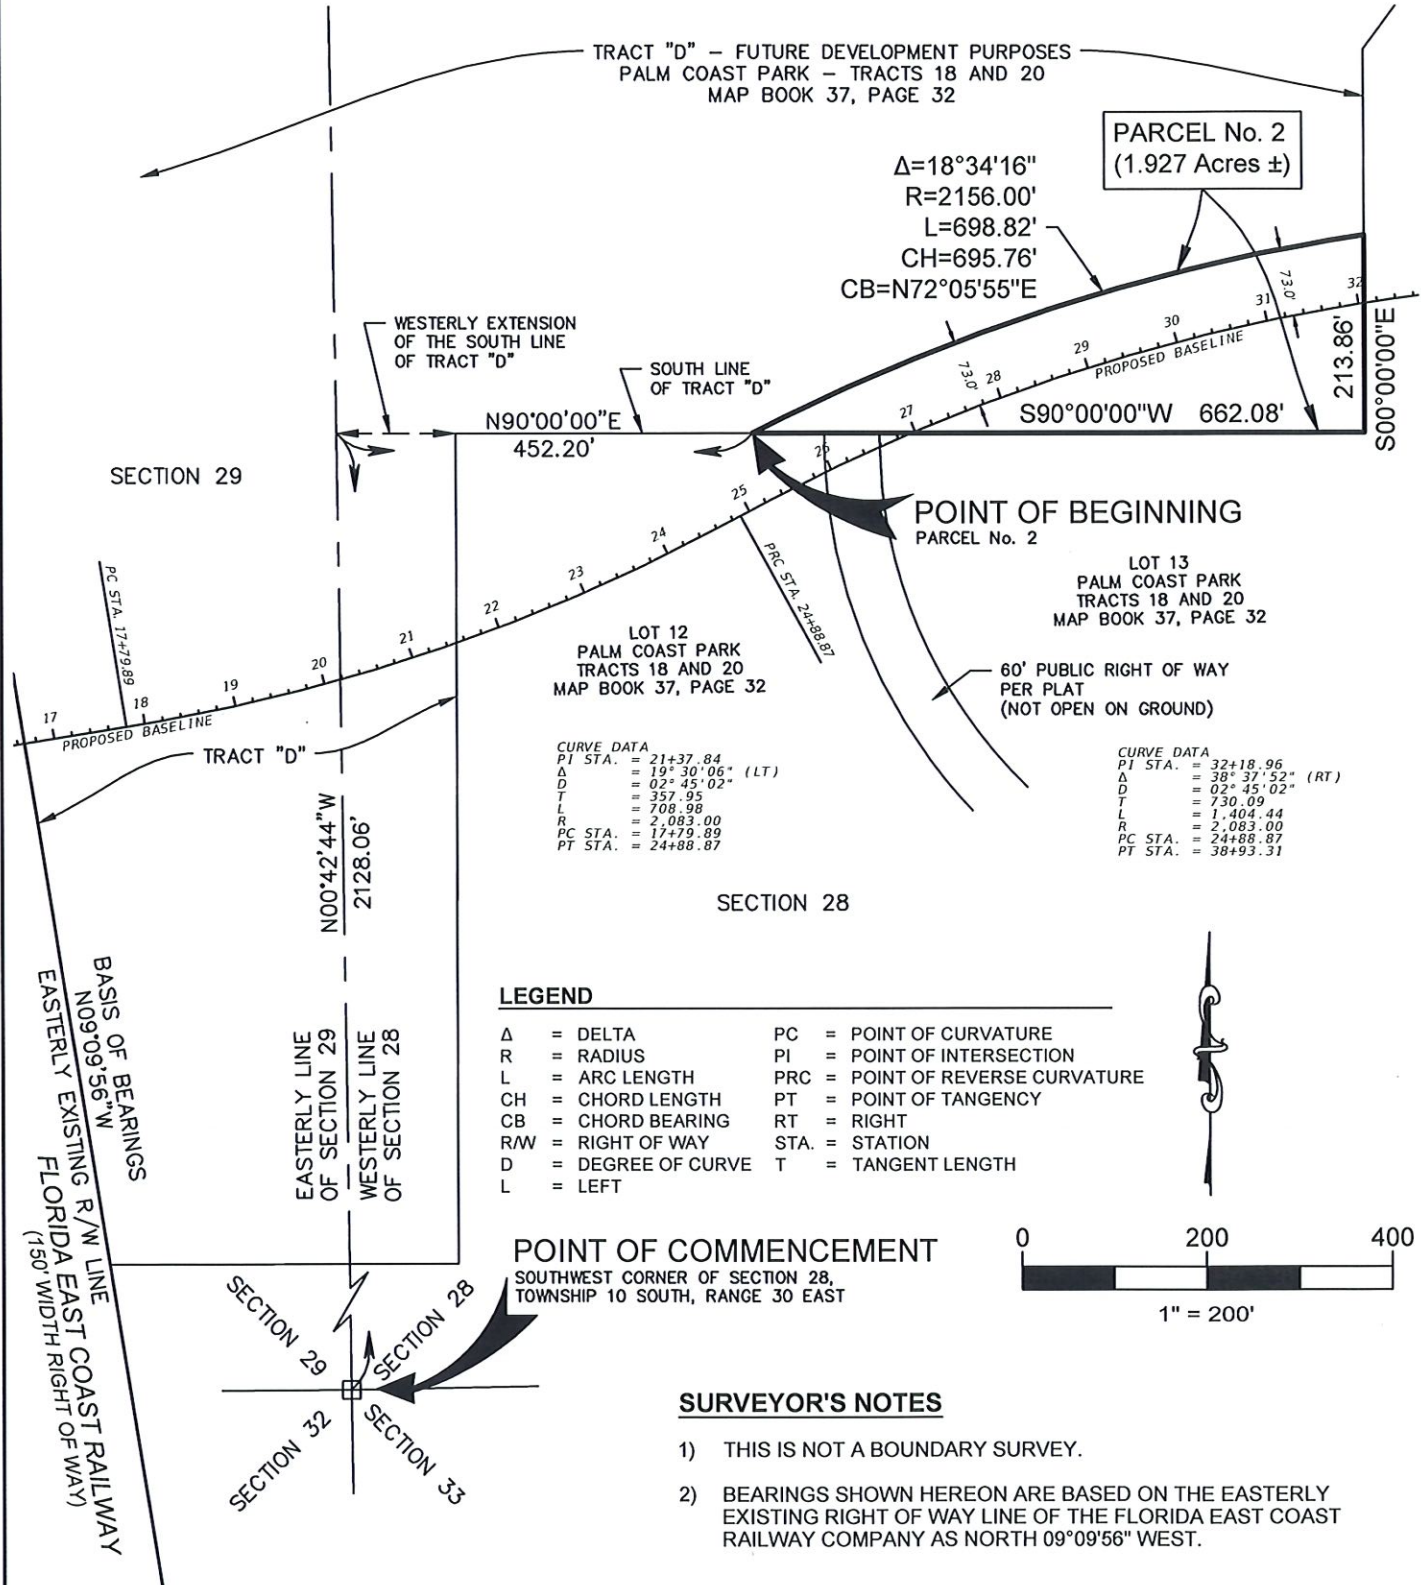 TRACT "D" – FUTURE DEVELOPMENT PURPOSES
PALM COAST PARK – TRACTS 18 AND 20
MAP BOOK 37, PAGE 32
PARCEL No. 2
(1.927 Acres ±)
Δ=18°34'16"
R=2156.00'
L=698.82'
CH=695.76'
CB=N72°05'55"E
WESTERLY EXTENSION
OF THE SOUTH LINE
OF TRACT "D"
SOUTH LINE
OF TRACT "D"
N90°00'00"E
452.20'
S90°00'00"W 662.08'
213.86'
S00°00'00"E
73.0'
73.0'
PROPOSED BASELINE
17
18
19
20
21
22
23
24
25
26
27
28
29
30
31
32
SECTION 29
POINT OF BEGINNING
PARCEL No. 2
PC STA. 17+79.89
PRC STA. 24+88.87
LOT 13
PALM COAST PARK
TRACTS 18 AND 20
MAP BOOK 37, PAGE 32
LOT 12
PALM COAST PARK
TRACTS 18 AND 20
MAP BOOK 37, PAGE 32
60' PUBLIC RIGHT OF WAY
PER PLAT
(NOT OPEN ON GROUND)
PROPOSED BASELINE
TRACT "D"
CURVE DATA
PI STA. = 21+37.84
Δ = 19° 30'06" (LT)
D = 02° 45'02"
T = 357.95
L = 708.98
R = 2,083.00
PC STA. = 17+79.89
PT STA. = 24+88.87
CURVE DATA
PI STA. = 32+18.96
Δ = 38° 37'52" (RT)
D = 02° 45'02"
T = 730.09
L = 1,404.44
R = 2,083.00
PC STA. = 24+88.87
PT STA. = 38+93.31
N00°42'44"W
2128.06'
SECTION 28
BASIS OF BEARINGS
N09°09'56"W
EASTERLY EXISTING R/W LINE
FLORIDA EAST COAST RAILWAY
(150' WIDTH RIGHT OF WAY)
EASTERLY LINE
OF SECTION 29
WESTERLY LINE
OF SECTION 28
LEGEND
Δ = DELTA
R = RADIUS
L = ARC LENGTH
CH = CHORD LENGTH
CB = CHORD BEARING
R/W = RIGHT OF WAY
D = DEGREE OF CURVE
L = LEFT
PC = POINT OF CURVATURE
PI = POINT OF INTERSECTION
PRC = POINT OF REVERSE CURVATURE
PT = POINT OF TANGENCY
RT = RIGHT
STA. = STATION
T = TANGENT LENGTH
POINT OF COMMENCEMENT
SOUTHWEST CORNER OF SECTION 28,
TOWNSHIP 10 SOUTH, RANGE 30 EAST
0 200 400
1" = 200'
SECTION 29
SECTION 28
SECTION 32
SECTION 33
SURVEYOR'S NOTES
1) THIS IS NOT A BOUNDARY SURVEY.
2) BEARINGS SHOWN HEREON ARE BASED ON THE EASTERLY
EXISTING RIGHT OF WAY LINE OF THE FLORIDA EAST COAST
RAILWAY COMPANY AS NORTH 09°09'56" WEST.